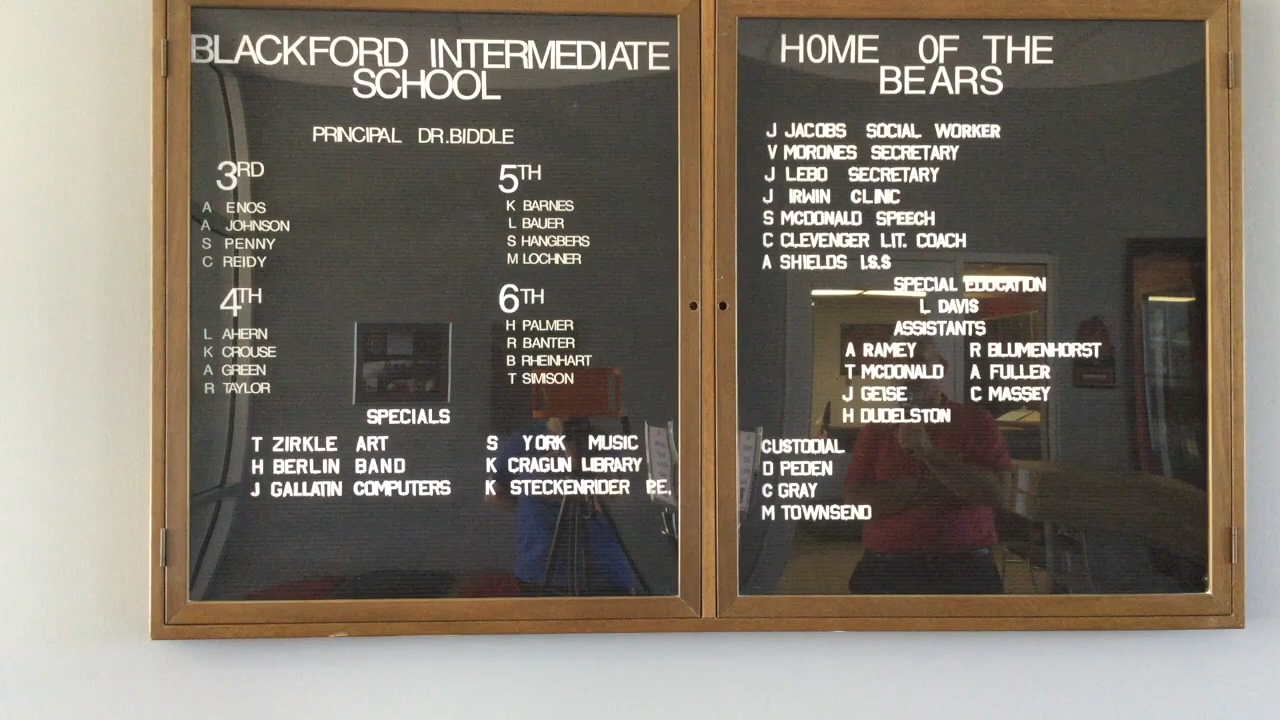 BLACKFORD INTERMEDIATE
SCHOOL
PRINCIPAL DR.BIDDLE
3RD
A ENOS
A JOHNSON
S PENNY
C REIDY
5TH
K BARNES
L BAUER
S HANGBERS
M LOCHNER
4TH
L AHERN
K CROUSE
A GREEN
R TAYLOR
6TH
H PALMER
R BANTER
B RHEINHART
T SIMISON
SPECIALS
T ZIRKLE ART
H BERLIN BAND
J GALLATIN COMPUTERS
S YORK MUSIC
K CRAGUN LIBRARY
K STECKENRIDER P.E.
HOME OF THE
BEARS
J JACOBS SOCIAL WORKER
V MORONES SECRETARY
J LEBO SECRETARY
J IRWIN CLINIC
S MCDONALD SPEECH
C CLEVENGER LIT. COACH
A SHIELDS I.S.S
SPECIAL EDUCATION
L DAVIS
ASSISTANTS
A RAMEY R BLUMENHORST
T MCDONALD A FULLER
J GEISE C MASSEY
H DUDELSTON
CUSTODIAL
D PEDEN
C GRAY
M TOWNSEND